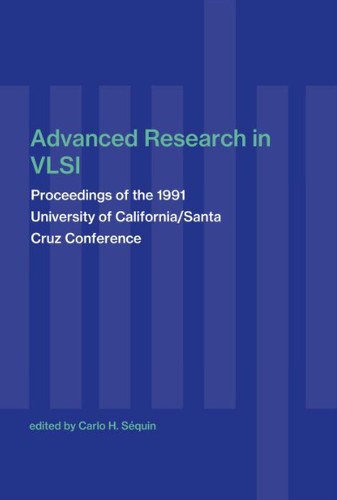 Advanced Research in
VLSI
Proceedings of the 1991
University of California/Santa
Cruz Conference
edited by Carlo H. Séquin